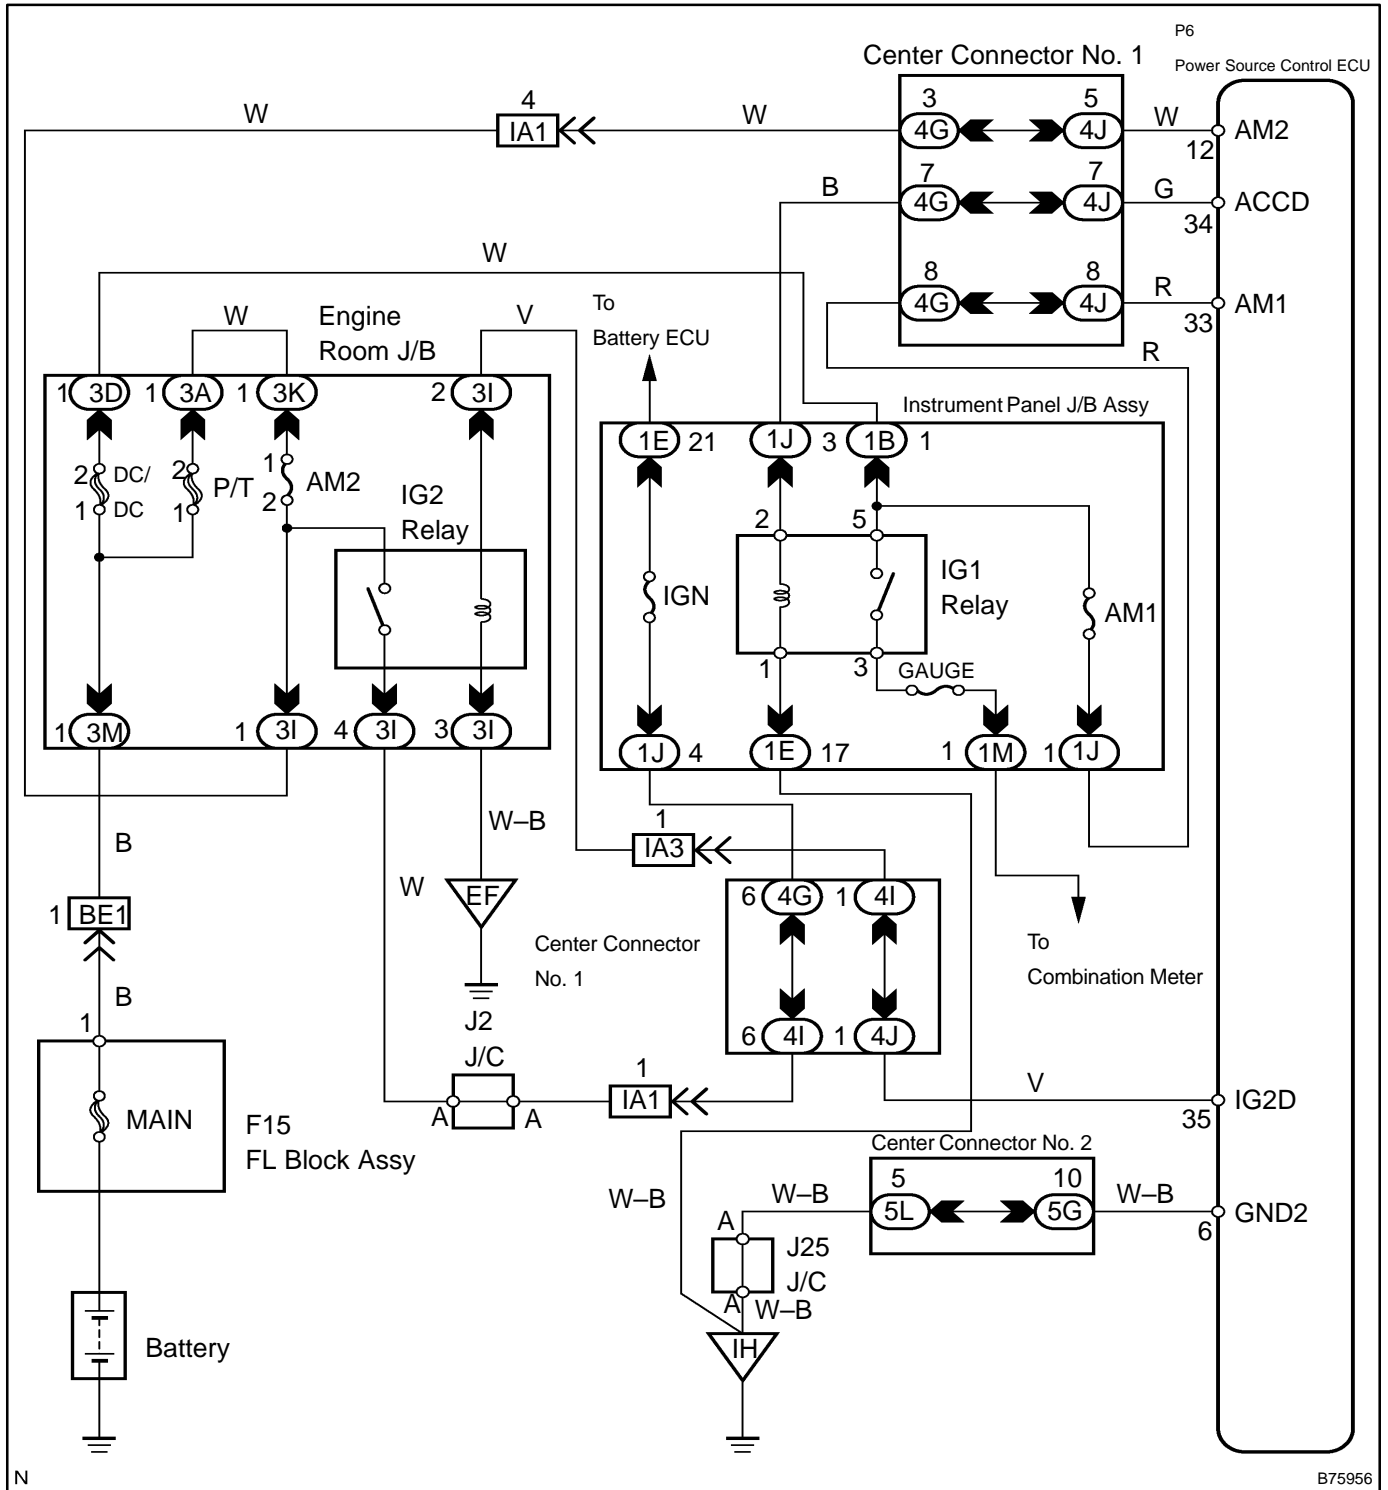 P6
Center Connector No. 1
Power Source Control ECU
4
3
5
W
IA1
W
4G
4J
W
AM2
12
7
7
B
4G
4J
G
ACCD
34
W
8
8
4G
4J
R
AM1
33
To
Battery ECU
W
Engine
Room J/B
V
R
1 3D
1 3A
1 3K
2 3I
Instrument Panel J/B Assy
1E 21
1J 3
1B 1
2
DC/
1
DC
2
P/T
1
1
AM2
2
IG2
Relay
2
5
IGN
IG1
Relay
AM1
1
3
GAUGE
1 3M
1 3I
4 3I
3 3I
1J 4
1E 17
1 1M
1 1J
B
W–B
1
IA3
W
EF
6 4G
1 4I
1 BE1
Center Connector
No. 1
To
Combination Meter
B
1
J2
J/C
6 4I
1 4J
1
V
MAIN
A
A
IA1
IG2D
35
F15
FL Block Assy
Center Connector No. 2
5
10
W–B
W–B
5L
5G
W–B
GND2
6
A
J25
J/C
A
W–B
IH
Battery
N
B75956